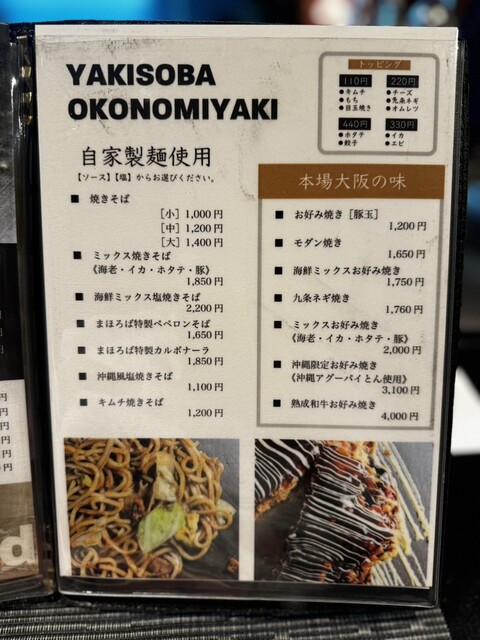 YAKISOBA
OKONOMIYAKI
トッピング
110円
●キムチ
●もち
●目玉焼き
220円
●チーズ
●九条ネギ
●オムレツ
440円
●ホタテ
●餃子
330円
●イカ
●エビ
自家製麺使用
【ソース】【塩】からお選びください。
■ 焼きそば
［小］1,000円
［中］1,200円
［大］1,400円
■ ミックス焼きそば
《海老・イカ・ホタテ・豚》
1,850円
■ 海鮮ミックス塩焼きそば
2,200円
■ まほろば特製ペペロンそば
1,650円
■ まほろば特製カルボナーラ
1,850円
■ 沖縄風塩焼きそば
1,100円
■ キムチ焼きそば
1,200円
本場大阪の味
■ お好み焼き［豚玉］
1,200円
■ モダン焼き
1,650円
■ 海鮮ミックスお好み焼き
1,750円
■ 九条ネギ焼き
1,760円
■ ミックスお好み焼き
《海老・イカ・ホタテ・豚》
2,000円
■ 沖縄限定お好み焼き
《沖縄アグーパイとん使用》
3,100円
■ 熟成和牛お好み焼き
4,000円
円
円
円
円
円
円
d